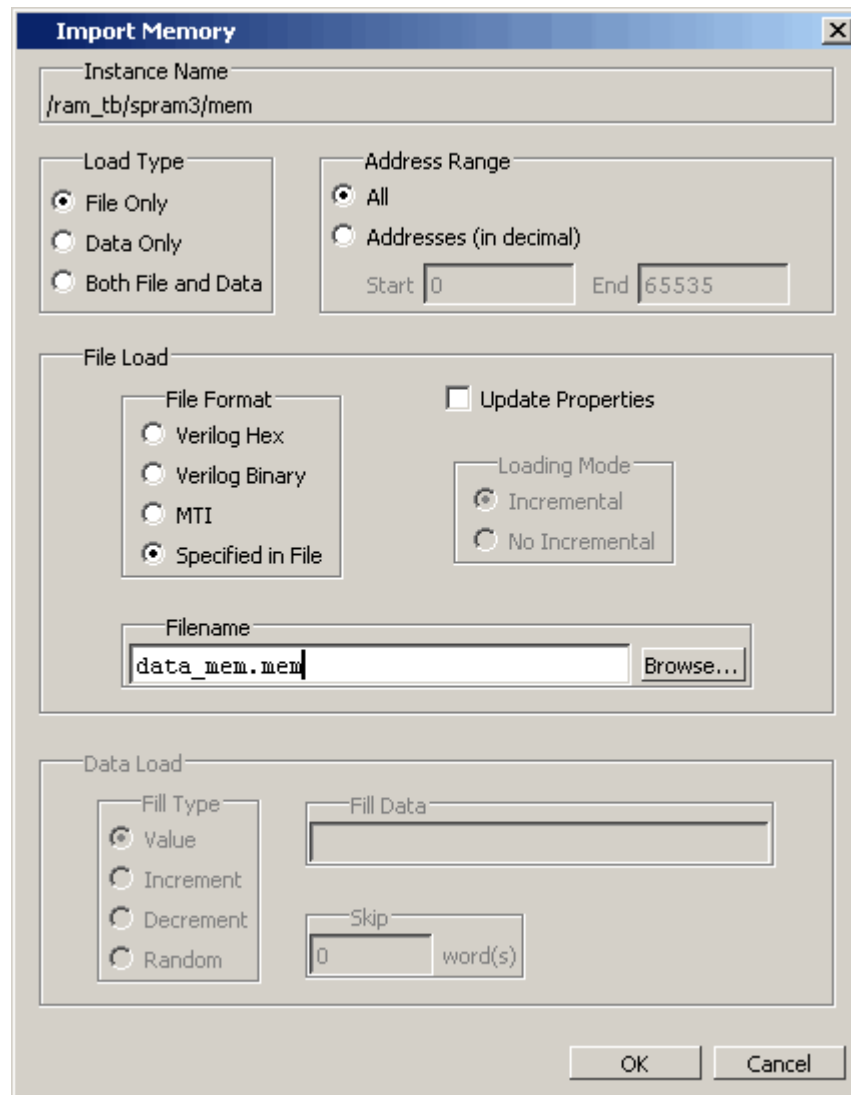 Import Memory
Instance Name
/ram_tb/spram3/mem
Load Type
File Only
Data Only
Both File and Data
Address Range
All
Addresses (in decimal)
Start 0 End 65535
File Load
File Format
Verilog Hex
Verilog Binary
MTI
Specified in File
Update Properties
Loading Mode
Incremental
No Incremental
Filename
data_mem.mem Browse...
Data Load
Fill Type
Value
Increment
Decrement
Random
Fill Data
Skip
0 word(s)
OK Cancel